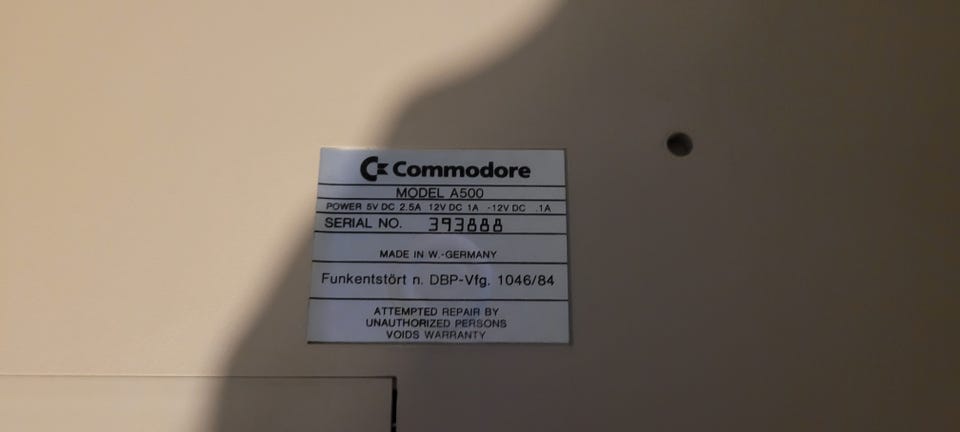 Commodore
MODEL A500
POWER 5V DC 2.5A 12V DC 1A -12V DC .1A
SERIAL NO. 393888
MADE IN W.-GERMANY
Funkentstört n. DBP-Vfg. 1046/84
ATTEMPTED REPAIR BY
UNAUTHORIZED PERSONS
VOIDS WARRANTY